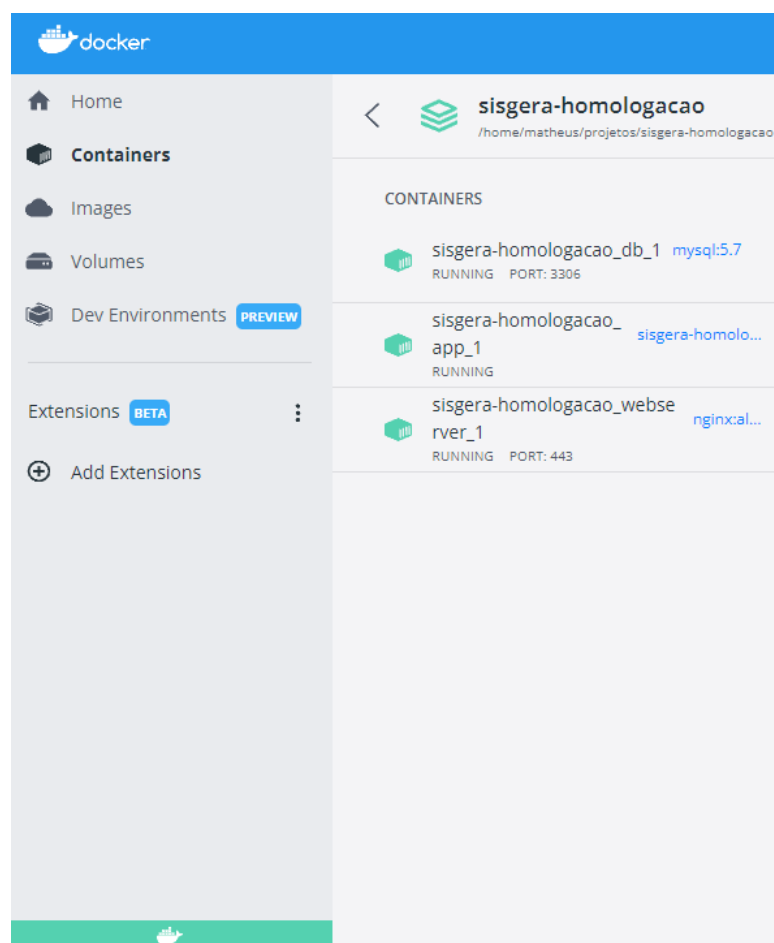 docker
Home
Containers
Images
Volumes
Dev Environments PREVIEW
Extensions BETA
Add Extensions
sisgera-homologacao
/home/matheus/projetos/sisgera-homologacao
CONTAINERS
sisgera-homologacao_db_1 mysql:5.7
RUNNING PORT: 3306
sisgera-homologacao_
app_1 sisgera-homolo...
RUNNING
sisgera-homologacao_webse
rver_1 nginx:al...
RUNNING PORT: 443